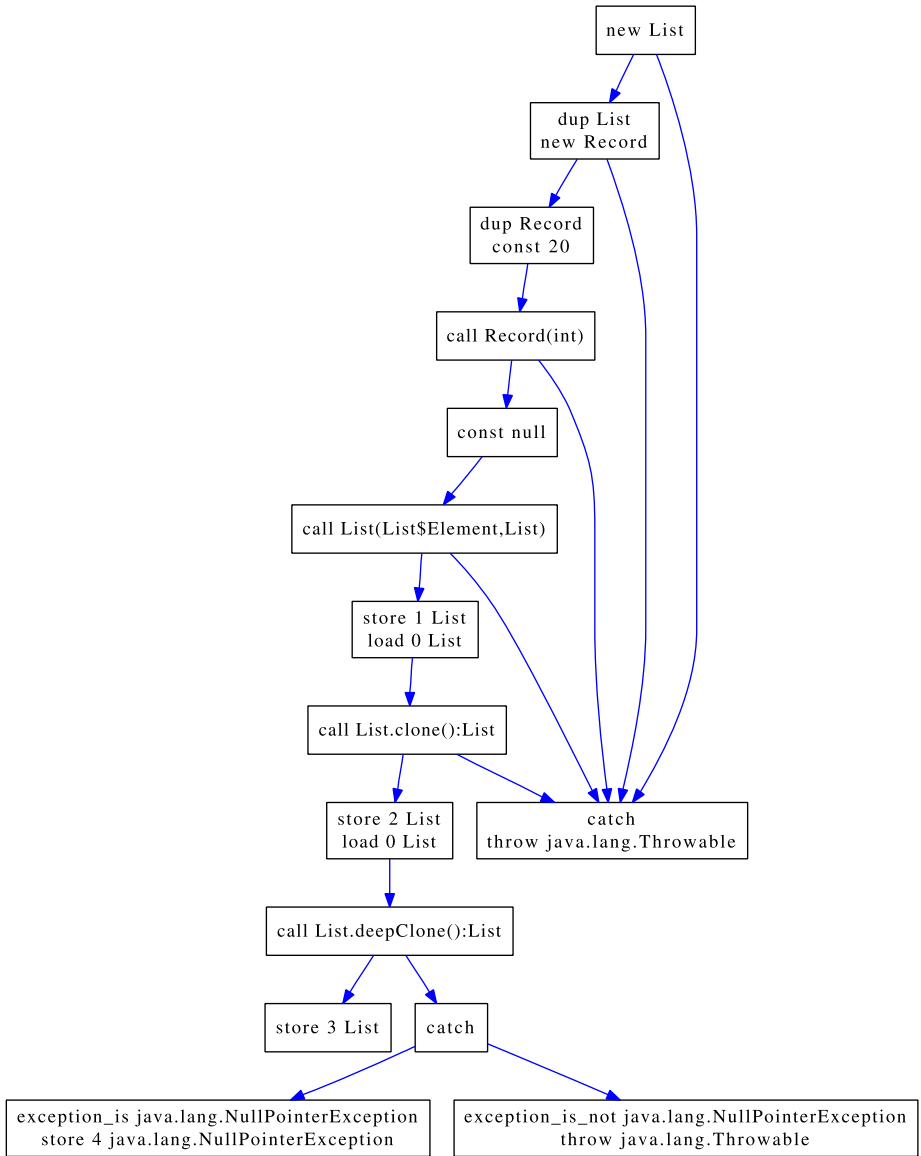 new List
dup List
new Record
dup Record
const 20
call Record(int)
const null
call List(List$Element,List)
store 1 List
load 0 List
call List.clone():List
store 2 List
load 0 List
catch
throw java.lang.Throwable
call List.deepClone():List
store 3 List
catch
exception_is java.lang.NullPointerException
store 4 java.lang.NullPointerException
exception_is_not java.lang.NullPointerException
throw java.lang.Throwable